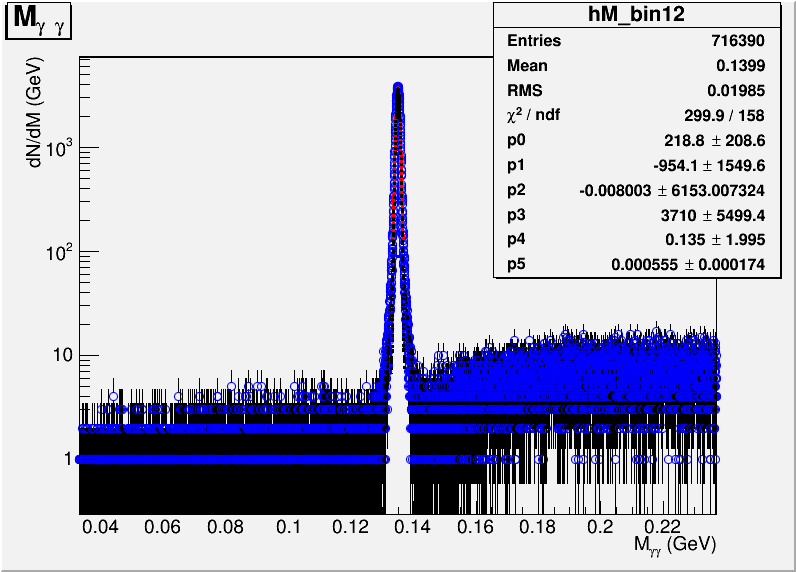 M γ γ
hM_bin12
Entries 716390
Mean 0.1399
RMS 0.01985
χ² / ndf 299.9 / 158
p0 218.8 ± 208.6
p1 -954.1 ± 1549.6
p2 -0.008003 ± 6153.007324
p3 3710 ± 5499.4
p4 0.135 ± 1.995
p5 0.000555 ± 0.000174
dN/dM (GeV)
10³
10²
10
1
0.04 0.06 0.08 0.1 0.12 0.14 0.16 0.18 0.2 0.22
Mγγ (GeV)